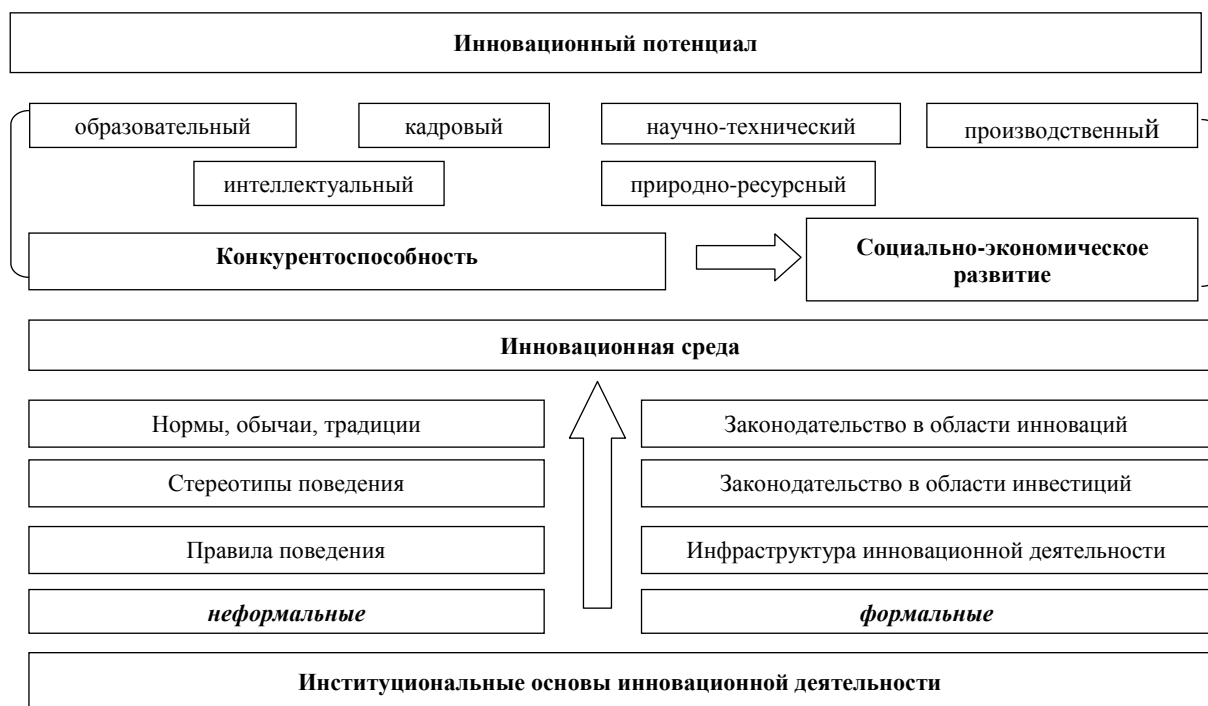 Инновационный потенциал
образовательный
кадровый
научно-технический
производственный
интеллектуальный
природно-ресурсный
Конкурентоспособность
Социально-экономическое
развитие
Инновационная среда
Нормы, обычаи, традиции
Законодательство в области инноваций
Стереотипы поведения
Законодательство в области инвестиций
Правила поведения
Инфраструктура инновационной деятельности
неформальные
формальные
Институциональные основы инновационной деятельности